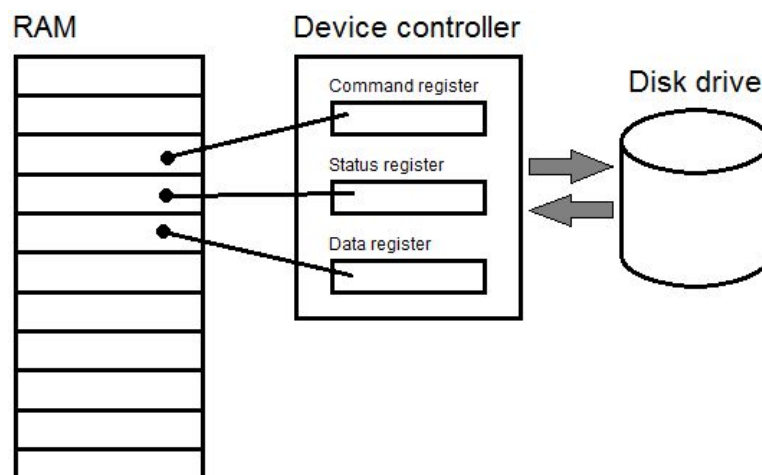 RAM
Device controller
Disk drive
Command register
Status register
Data register